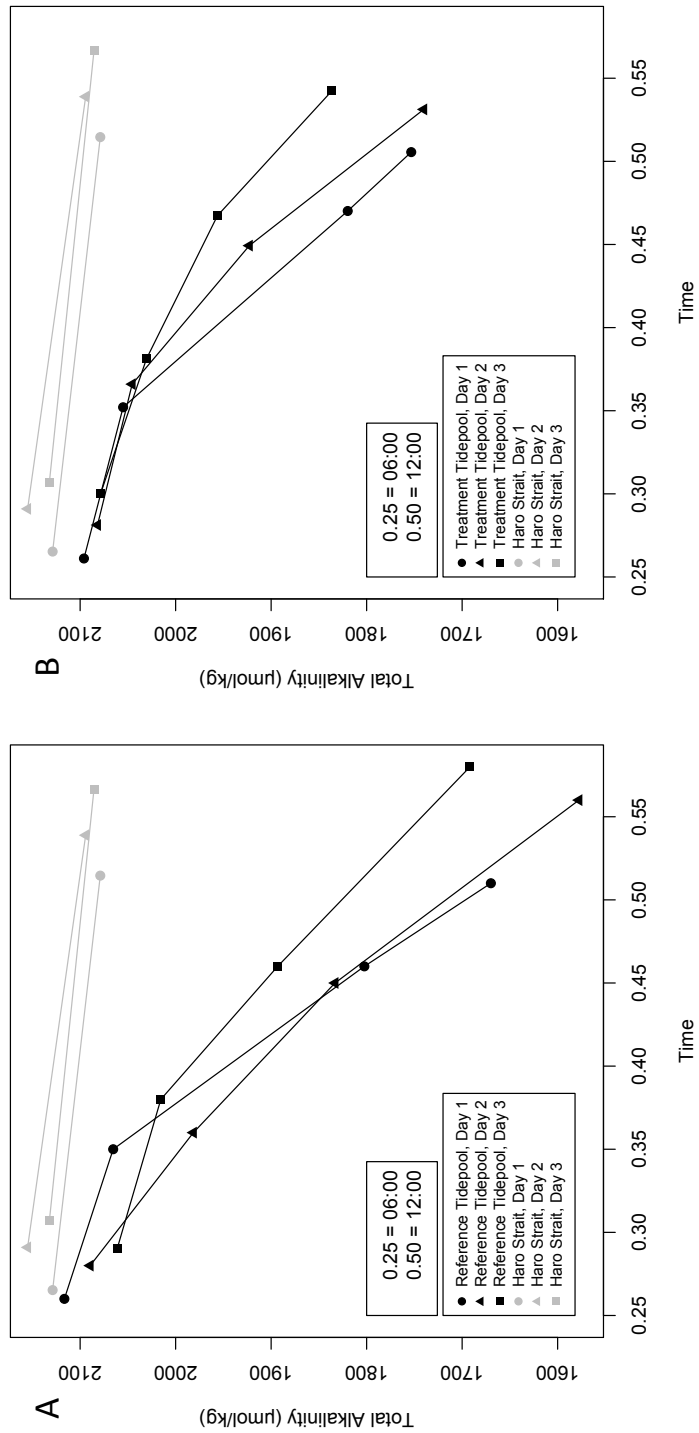 A
Total Alkalinity (µmol/kg)
2100
2000
1900
1800
1700
1600
0.25 = 06:00
0.50 = 12:00
Reference Tidepool, Day 1
Reference Tidepool, Day 2
Reference Tidepool, Day 3
Haro Strait, Day 1
Haro Strait, Day 2
Haro Strait, Day 3
0.25
0.30
0.35
0.40
0.45
0.50
0.55
Time
B
Total Alkalinity (µmol/kg)
2100
2000
1900
1800
1700
1600
0.25 = 06:00
0.50 = 12:00
Treatment Tidepool, Day 1
Treatment Tidepool, Day 2
Treatment Tidepool, Day 3
Haro Strait, Day 1
Haro Strait, Day 2
Haro Strait, Day 3
0.25
0.30
0.35
0.40
0.45
0.50
0.55
Time